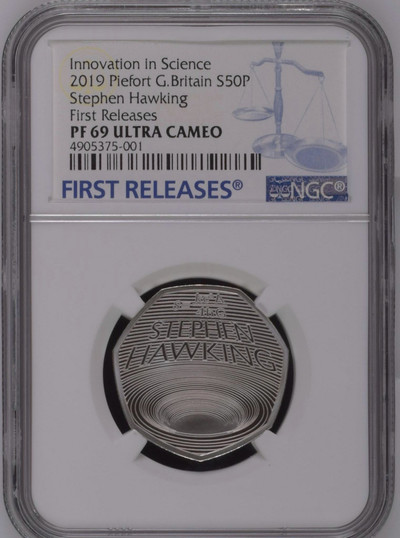 Innovation in Science
2019 Piefort G.Britain S50P
Stephen Hawking
First Releases
PF 69 ULTRA CAMEO
4905375-001
FIRST RELEASES®
NGC®
STEPHEN
HAWKING